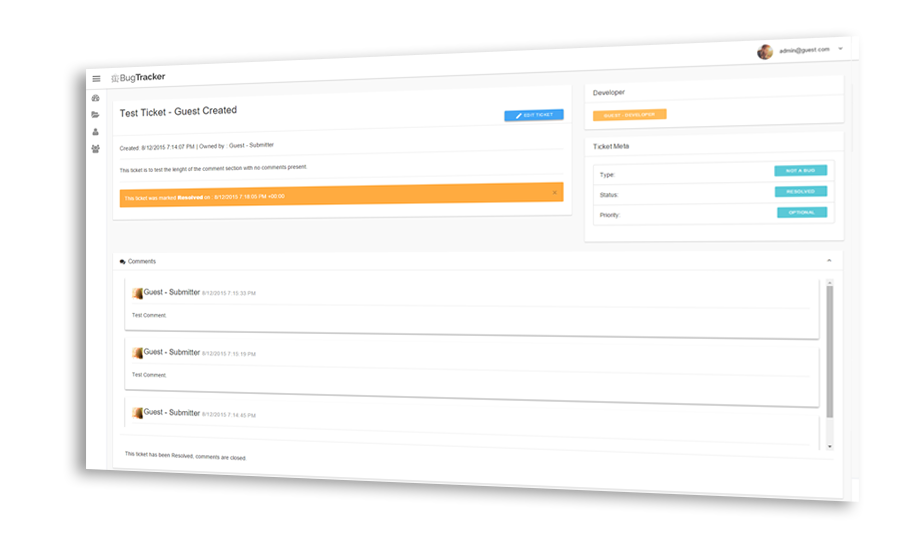 BugTracker
admin@guest.com
Test Ticket - Guest Created
EDIT TICKET
Created: 8/12/2015 7:14:07 PM | Owned by : Guest - Submitter
This ticket is to test the lenght of the comment section with no comments present.
This ticket was marked Resolved on : 8/12/2015 7:18:05 PM +00:00
Developer
GUEST - DEVELOPER
Ticket Meta
Type: NOT A BUG
Status: RESOLVED
Priority: OPTIONAL
Comments
Guest - Submitter 8/12/2015 7:15:33 PM
Test Comment.
Guest - Submitter 8/12/2015 7:15:19 PM
Test Comment.
Guest - Submitter 8/12/2015 7:14:45 PM
This ticket has been Resolved, comments are closed.